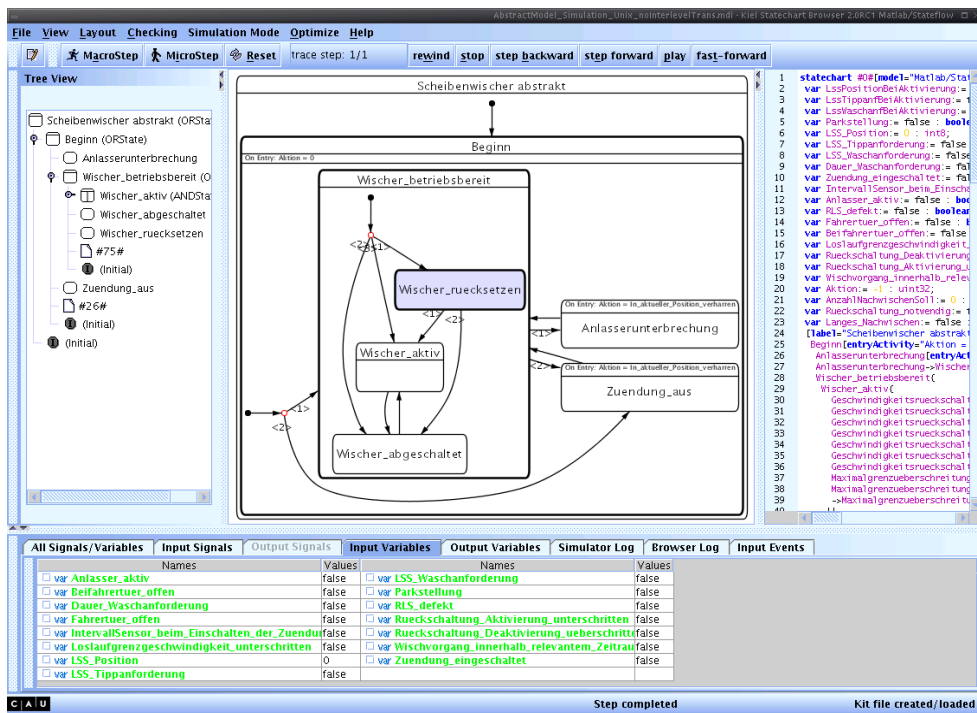 AbstractModel_Simulation_Unix_nointerlevelTrans.mdl - Kiel Statechart Browser 2.0RC1 Matlab/Stateflow
File View Layout Checking Simulation Mode Optimize Help
MacroStep MicroStep Reset trace step: 1/1 rewind stop step backward step forward play fast-forward
Tree View
Scheibenwischer abstrakt (ORSta
Beginn (ORState)
Anlasserunterbrechung
Wischer_betriebsbereit (O
Wischer_aktiv (ANDSta
Wischer_abgeschaltet
Wischer_ruecksetzen
#75#
(Initial)
Zuendung_aus
#26#
(Initial)
(Initial)
Scheibenwischer abstrakt
Beginn
On Entry: Aktion = 0
Wischer_betriebsbereit
<2> <1>
Wischer_ruecksetzen
<1>
<2>
Wischer_aktiv
Wischer_abgeschaltet
On Entry: Aktion = In_aktueller_Position_verharren
Anlasserunterbrechung
<1>
<2>
On Entry: Aktion = In_aktueller_Position_verharren
Zuendung_aus
<1>
<2>
1 statechart #0#[model="Matlab/Stat
2 var LssPositionBeiAktivierung:=
3 var LssTippanfBeiAktivierung:= f
4 var LssWaschanfBeiAktivierung:=
5 var Parkstellung:= false : boole
6 var LSS_Position:= 0 : int8;
7 var LSS_Tippanforderung:= false
8 var LSS_Waschanforderung:= false
9 var Dauer_Waschanforderung:= fal
10 var Zuendung_eingeschaltet:= fal
11 var IntervallSensor_beim_Einscha
12 var Anlasser_aktiv:= false : boo
13 var RLS_defekt:= false : boolean
14 var Fahrertuer_offen:= false : b
15 var Beifahrertuer_offen:= false
16 var Loslaufgrenzgeschwindigkeit_
17 var Rueckschaltung_Deaktivierung
18 var Rueckschaltung_Aktivierung_u
19 var Wischvorgang_innerhalb_relev
20 var Aktion:= -1 : uint32;
21 var AnzahlNachwischenSoll:= 0 :
22 var Rueckschaltung_notwendig:= f
23 var Langes_Nachwischen:= false :
24 [label="Scheibenwischer abstrakt
25 Beginn[entryActivity="Aktion =
26 Anlasserunterbrechung[entryAct
27 Anlasserunterbrechung->Wischer
28 Wischer_betriebsbereit{
29 Wischer_aktiv{
30 Geschwindigkeitsrueckschalt
31 Geschwindigkeitsrueckschalt
32 Geschwindigkeitsrueckschalt
33 Geschwindigkeitsrueckschalt
34 Geschwindigkeitsrueckschalt
35 Geschwindigkeitsrueckschalt
36 Geschwindigkeitsrueckschalt
37 Maximalgrenzueberschreitung
38 Maximalgrenzueberschreitung
39 ->Maximalgrenzueberschreitung
All Signals/Variables Input Signals Output Signals Input Variables Output Variables Simulator Log Browser Log Input Events
Names Values Names Values
var Anlasser_aktiv false var LSS_Waschanforderung false
var Beifahrertuer_offen false var Parkstellung false
var Dauer_Waschanforderung false var RLS_defekt false
var Fahrertuer_offen false var Rueckschaltung_Aktivierung_unterschritten false
var IntervallSensor_beim_Einschalten_der_Zuendun false var Rueckschaltung_Deaktivierung_ueberschritte false
var Loslaufgrenzgeschwindigkeit_unterschritten false var Wischvorgang_innerhalb_relevantem_Zeitrau false
var LSS_Position 0 var Zuendung_eingeschaltet false
var LSS_Tippanforderung false
CAU Step completed Kit file created/loaded